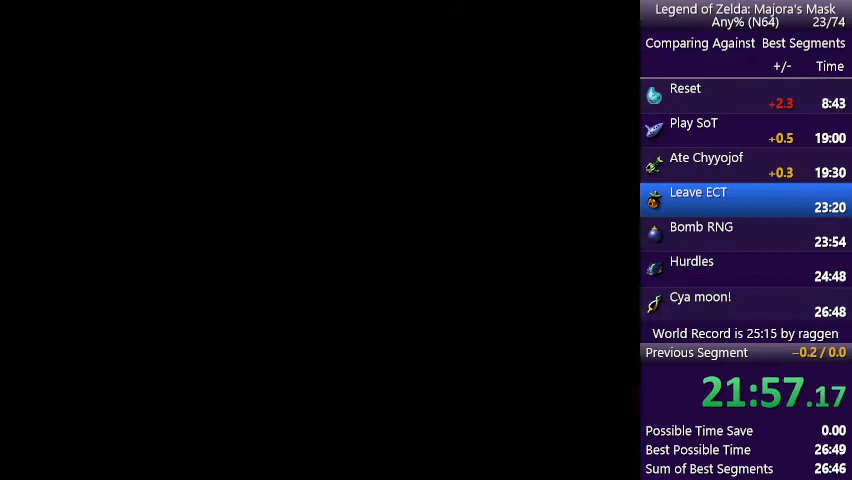 Legend of Zelda: Majora's Mask
Any% (N64) 23/74
Comparing Against Best Segments
+/- Time
Reset +2.3 8:43
Play SoT +0.5 19:00
Ate Chyyojof +0.3 19:30
Leave ECT 23:20
Bomb RNG 23:54
Hurdles 24:48
Cya moon! 26:48
World Record is 25:15 by raggen
Previous Segment −0.2 / 0.0
21:57.17
Possible Time Save 0.00
Best Possible Time 26:49
Sum of Best Segments 26:46